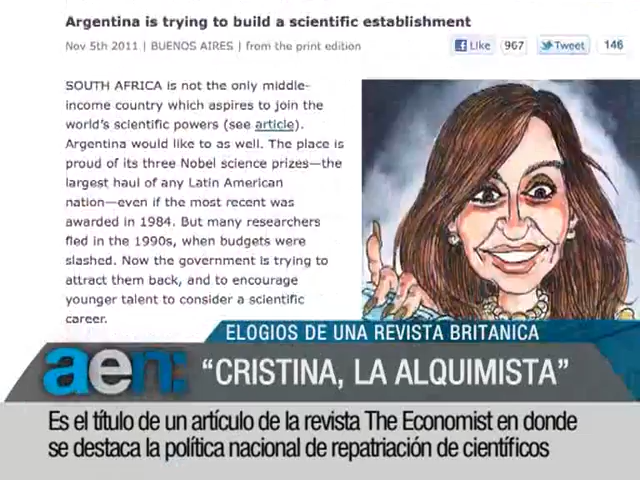 Argentina is trying to build a scientific establishment
Nov 5th 2011 | BUENOS AIRES | from the print edition
Like 967 Tweet 146
SOUTH AFRICA is not the only middle-
income country which aspires to join the
world's scientific powers (see article).
Argentina would like to as well. The place is
proud of its three Nobel science prizes—the
largest haul of any Latin American
nation—even if the most recent was
awarded in 1984. But many researchers
fled in the 1990s, when budgets were
slashed. Now the government is trying to
attract them back, and to encourage
younger talent to consider a scientific
career.
ELOGIOS DE UNA REVISTA BRITANICA
aen: “CRISTINA, LA ALQUIMISTA”
Es el título de un artículo de la revista The Economist en donde
se destaca la política nacional de repatriación de científicos